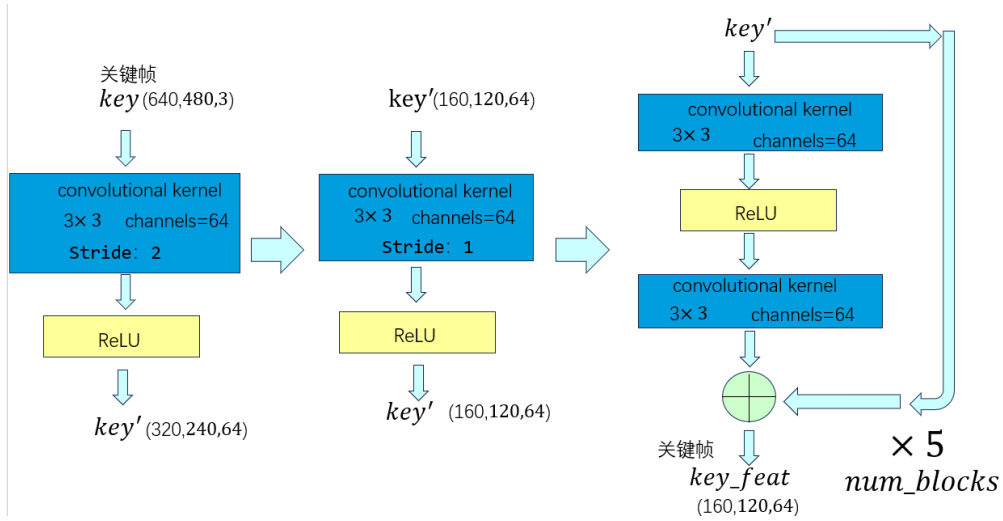 关键帧
key(640,480,3)
convolutional kernel
3×3 channels=64
Stride: 2
ReLU
key′(320,240,64)
key′(160,120,64)
convolutional kernel
3×3 channels=64
Stride: 1
ReLU
key′ (160,120,64)
key′
convolutional kernel
3×3 channels=64
ReLU
convolutional kernel
3×3 channels=64
关键帧
key_feat
(160,120,64)
×5
num_blocks